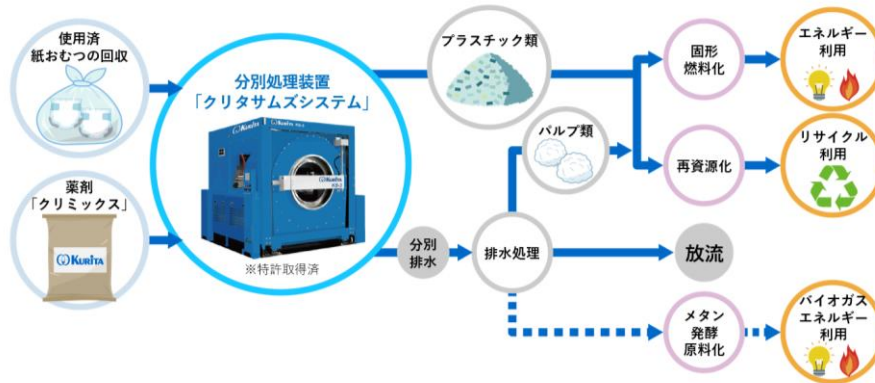 使用済
紙おむつの回収
薬剤
「クリミックス」
KURITA
分別処理装置
「クリタサムズシステム」
KURITA
※特許取得済
プラスチック類
分別
排水
排水処理
パルプ類
固形
燃料化
エネルギー
利用
再資源化
リサイクル
利用
放流
メタン
発酵
原料化
バイオガス
エネルギー
利用